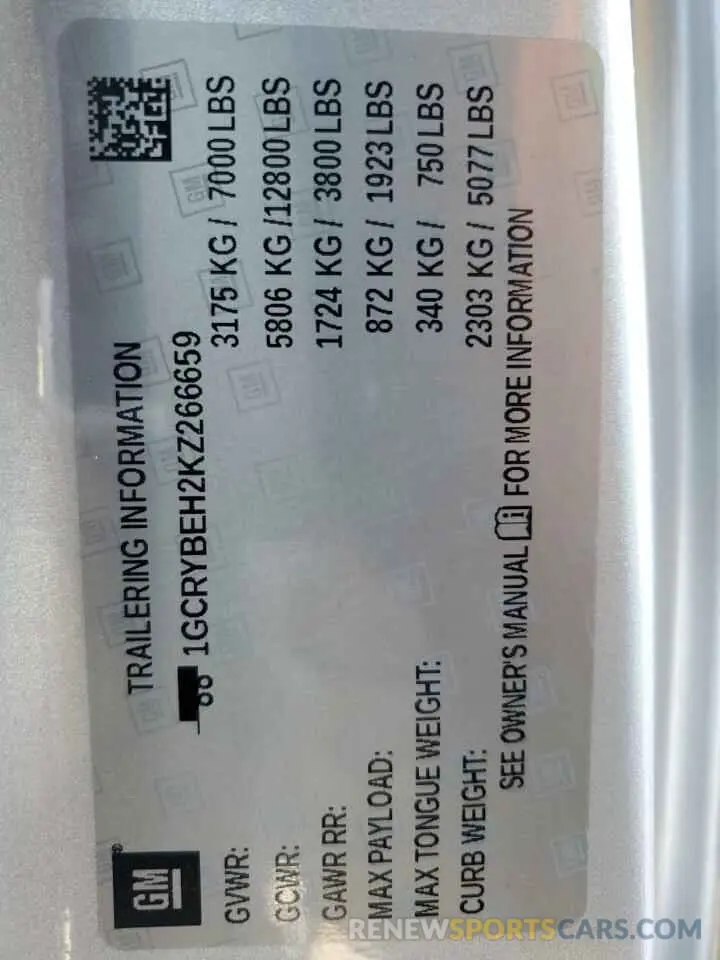 GM
TRAILERING INFORMATION
1GCRYBEH2KZ266659
GVWR: 3175 KG / 7000 LBS
GCWR: 5806 KG / 12800 LBS
GAWR RR: 1724 KG / 3800 LBS
MAX PAYLOAD: 872 KG / 1923 LBS
MAX TONGUE WEIGHT: 340 KG / 750 LBS
CURB WEIGHT: 2303 KG / 5077 LBS
SEE OWNER'S MANUAL FOR MORE INFORMATION
RENEWSPORTSCARS.COM